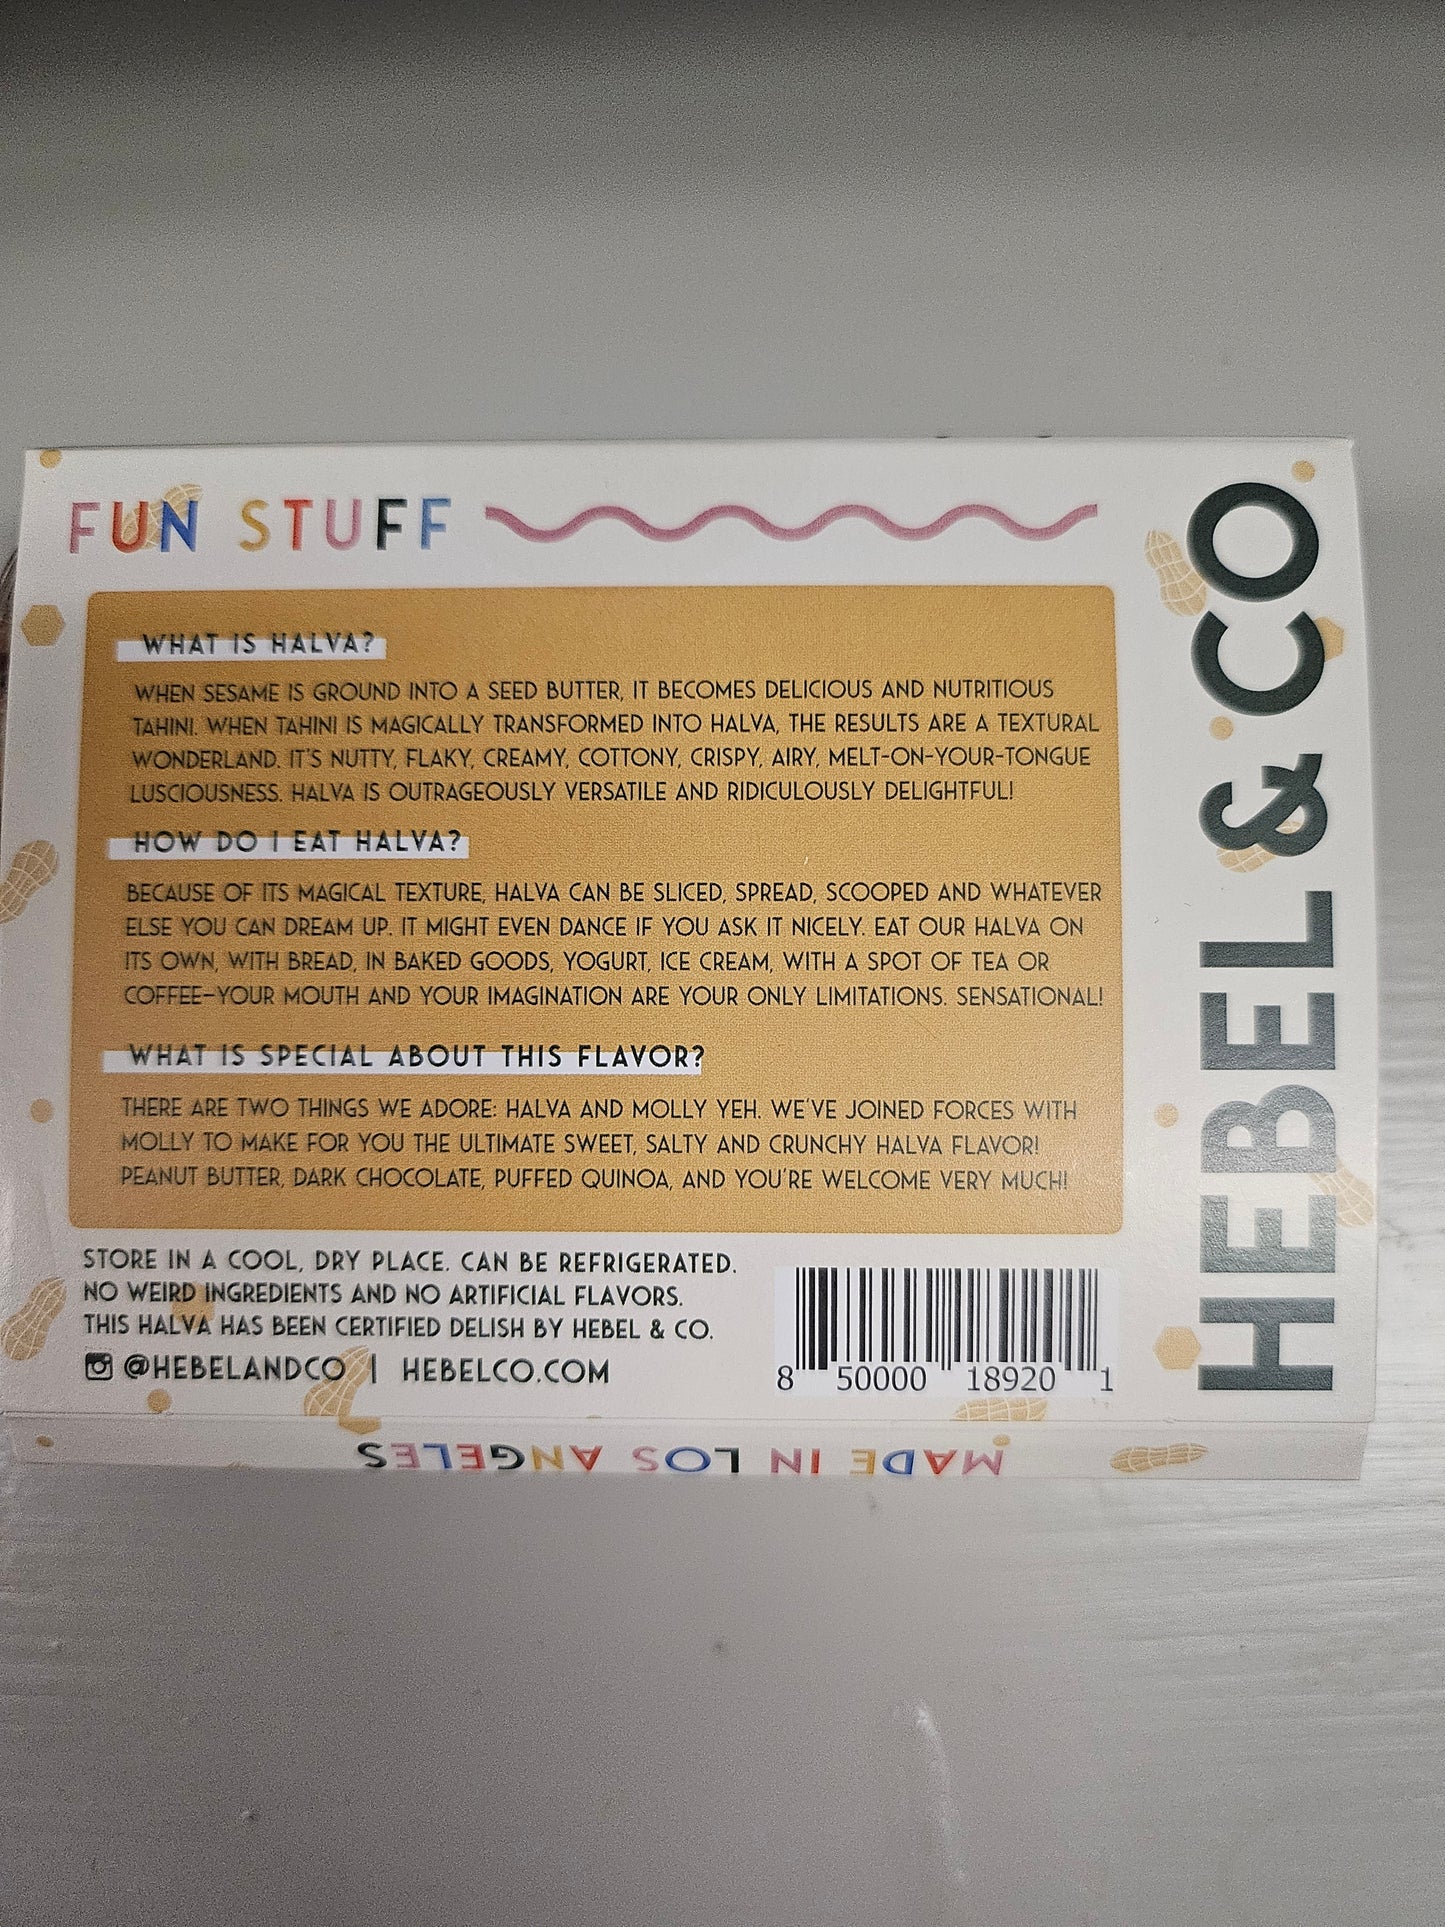 FUN STUFF
WHAT IS HALVA?
WHEN SESAME IS GROUND INTO A SEED BUTTER, IT BECOMES DELICIOUS AND NUTRITIOUS
TAHINI. WHEN TAHINI IS MAGICALLY TRANSFORMED INTO HALVA, THE RESULTS ARE A TEXTURAL
WONDERLAND. IT'S NUTTY, FLAKY, CREAMY, COTTONY, CRISPY, AIRY, MELT-ON-YOUR-TONGUE
LUSCIOUSNESS. HALVA IS OUTRAGEOUSLY VERSATILE AND RIDICULOUSLY DELIGHTFUL!
HOW DO I EAT HALVA?
BECAUSE OF ITS MAGICAL TEXTURE, HALVA CAN BE SLICED, SPREAD, SCOOPED AND WHATEVER
ELSE YOU CAN DREAM UP. IT MIGHT EVEN DANCE IF YOU ASK IT NICELY. EAT OUR HALVA ON
ITS OWN, WITH BREAD, IN BAKED GOODS, YOGURT, ICE CREAM, WITH A SPOT OF TEA OR
COFFEE–YOUR MOUTH AND YOUR IMAGINATION ARE YOUR ONLY LIMITATIONS. SENSATIONAL!
WHAT IS SPECIAL ABOUT THIS FLAVOR?
THERE ARE TWO THINGS WE ADORE: HALVA AND MOLLY YEH. WE'VE JOINED FORCES WITH
MOLLY TO MAKE FOR YOU THE ULTIMATE SWEET, SALTY AND CRUNCHY HALVA FLAVOR!
PEANUT BUTTER, DARK CHOCOLATE, PUFFED QUINOA, AND YOU'RE WELCOME VERY MUCH!
STORE IN A COOL, DRY PLACE. CAN BE REFRIGERATED.
NO WEIRD INGREDIENTS AND NO ARTIFICIAL FLAVORS.
THIS HALVA HAS BEEN CERTIFIED DELISH BY HEBEL & CO.
@HEBELANDCO | HEBELCO.COM
8 50000 18920 1
HEBEL & CO.
MADE IN LOS ANGELES